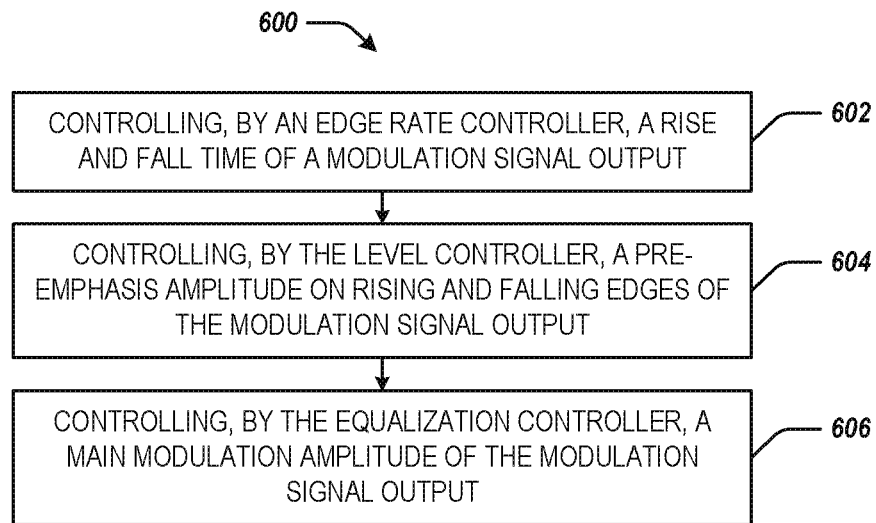 600
CONTROLLING, BY AN EDGE RATE CONTROLLER, A RISE
AND FALL TIME OF A MODULATION SIGNAL OUTPUT
602
CONTROLLING, BY THE LEVEL CONTROLLER, A PRE-
EMPHASIS AMPLITUDE ON RISING AND FALLING EDGES OF
THE MODULATION SIGNAL OUTPUT
604
CONTROLLING, BY THE EQUALIZATION CONTROLLER, A
MAIN MODULATION AMPLITUDE OF THE MODULATION
SIGNAL OUTPUT
606